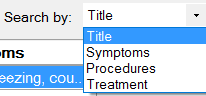 Search by: Title
Title
oms
Symptoms
Procedures
eezing, cou...
Treatment